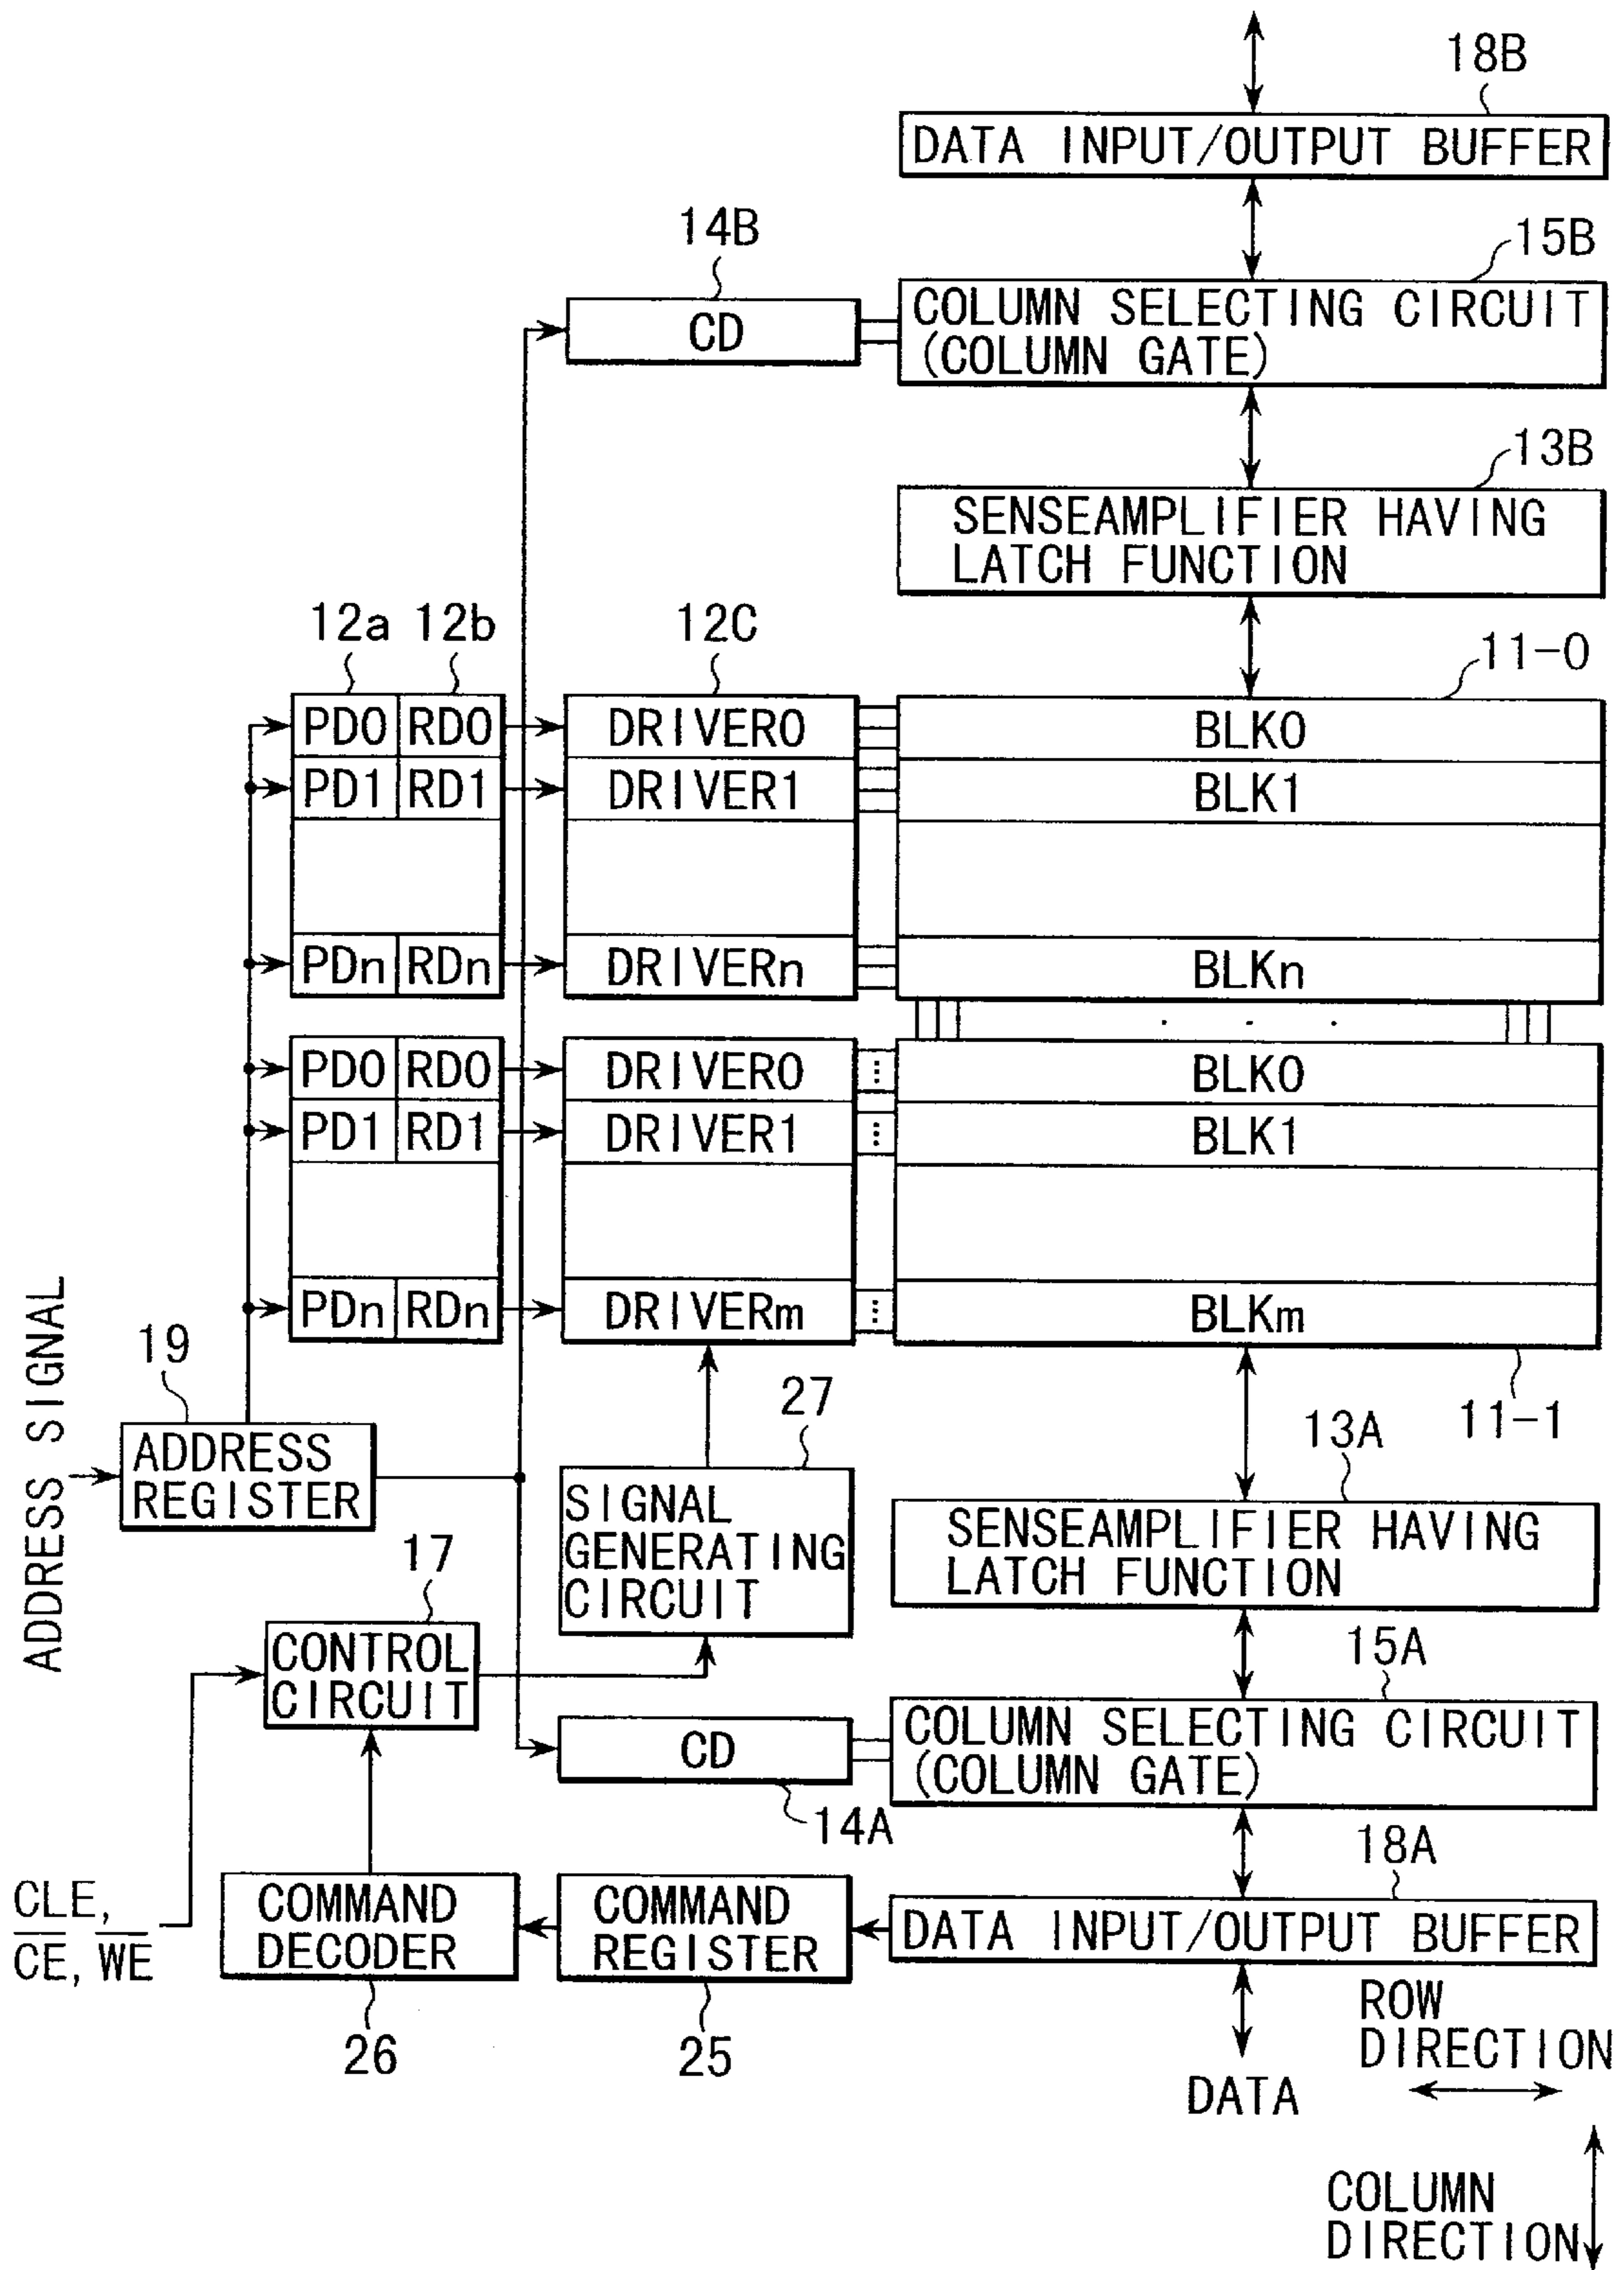 18B
DATA INPUT/OUTPUT BUFFER
14B
15B
CD
COLUMN SELECTING CIRCUIT
(COLUMN GATE)
13B
SENSEAMPLIFIER HAVING
LATCH FUNCTION
12a 12b 12C 11-0
PD0 RD0 DRIVER0 BLK0
PD1 RD1 DRIVER1 BLK1
PDn RDn DRIVERn BLKn
. . .
PD0 RD0 DRIVER0 ... BLK0
PD1 RD1 DRIVER1 ... BLK1
PDn RDn DRIVERm ... BLKm
ADDRESS SIGNAL
19
ADDRESS
REGISTER
27
SIGNAL
GENERATING
CIRCUIT
11-1
13A
SENSEAMPLIFIER HAVING
LATCH FUNCTION
17
CONTROL
CIRCUIT
15A
CD
14A
COLUMN SELECTING CIRCUIT
(COLUMN GATE)
18A
CLE,
C̅E̅, W̅E̅
COMMAND
DECODER
26
COMMAND
REGISTER
25
DATA INPUT/OUTPUT BUFFER
DATA
ROW
DIRECTION
COLUMN
DIRECTION